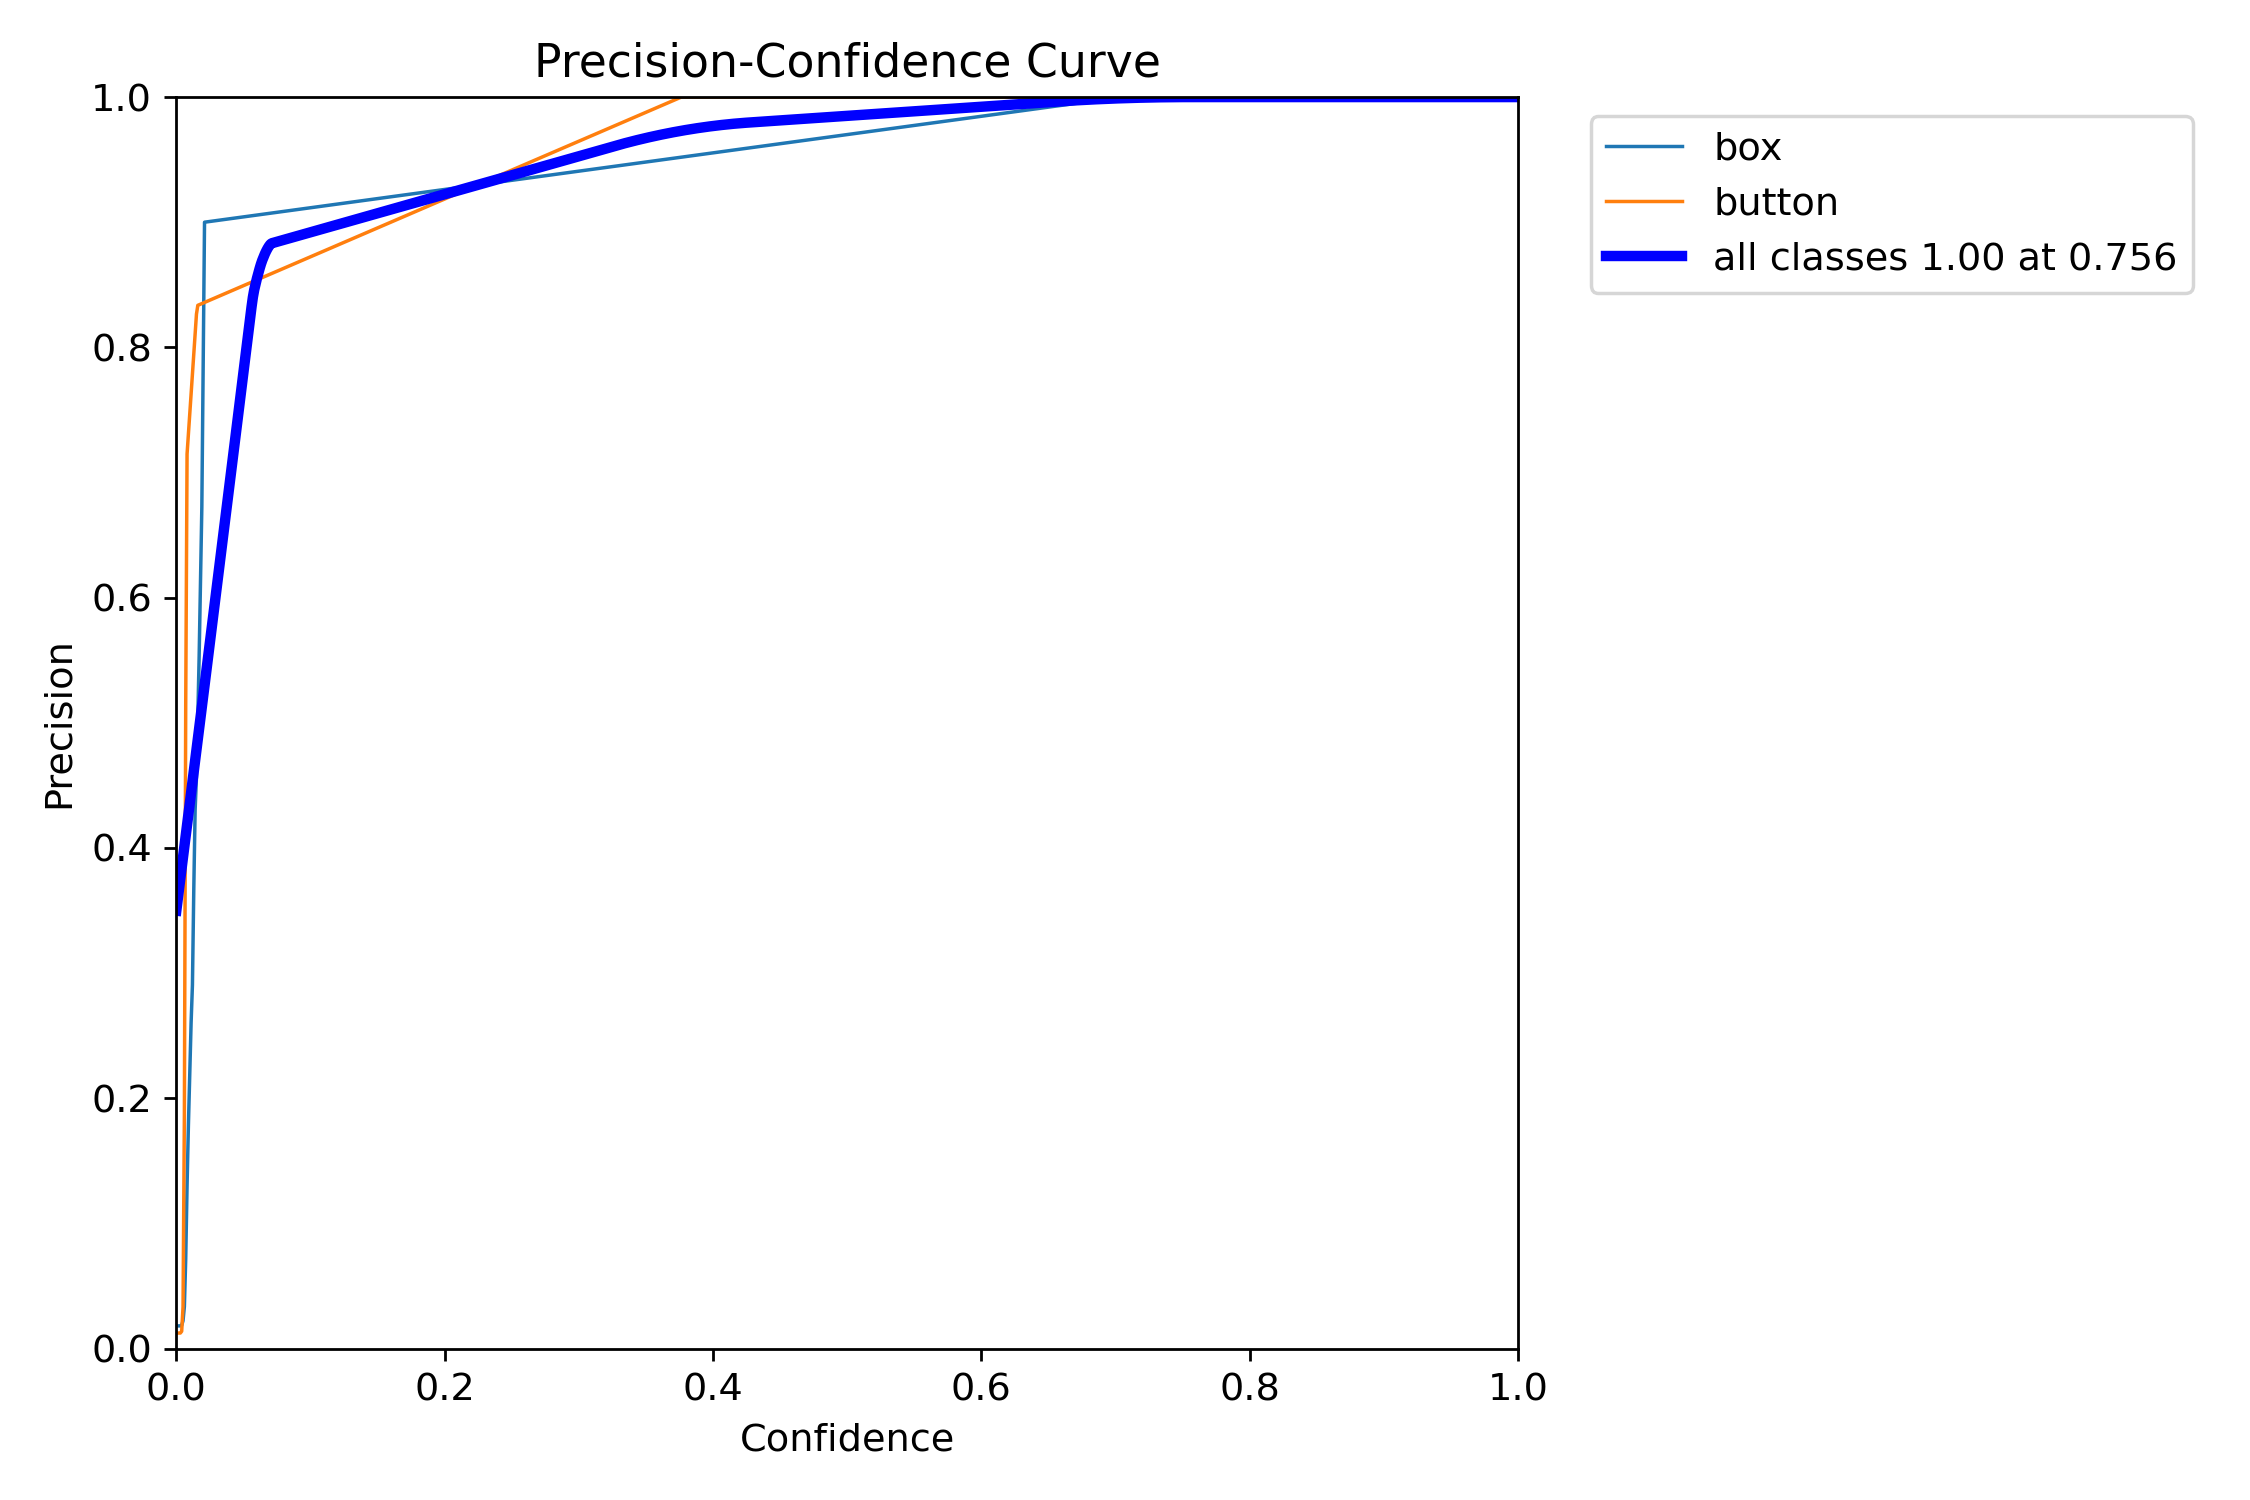 Precision-Confidence Curve
1.0
0.8
0.6
0.4
0.2
0.0
Precision
0.0 0.2 0.4 0.6 0.8 1.0
Confidence
box
button
all classes 1.00 at 0.756